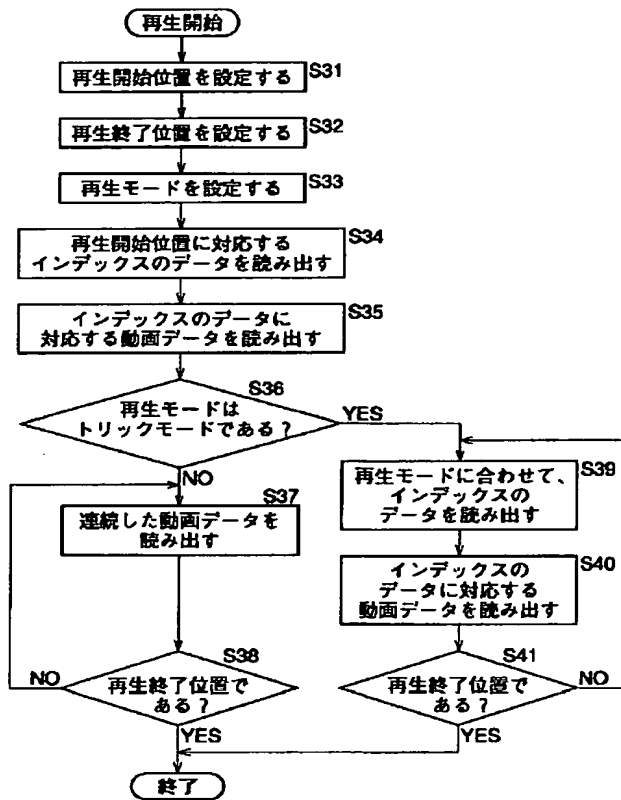 再生開始
再生開始位置を設定する
S31
再生終了位置を設定する
S32
再生モードを設定する
S33
再生開始位置に対応する
インデックスのデータを読み出す
S34
インデックスのデータに
対応する動画データを読み出す
S35
再生モードは
トリックモードである?
S36
YES
NO
連続した動画データを
読み出す
S37
再生終了位置で
ある?
S38
NO
YES
再生モードに合わせて、
インデックスの
データを読み出す
S39
インデックスの
データに対応する
動画データを読み出す
S40
再生終了位置で
ある?
S41
NO
YES
終了